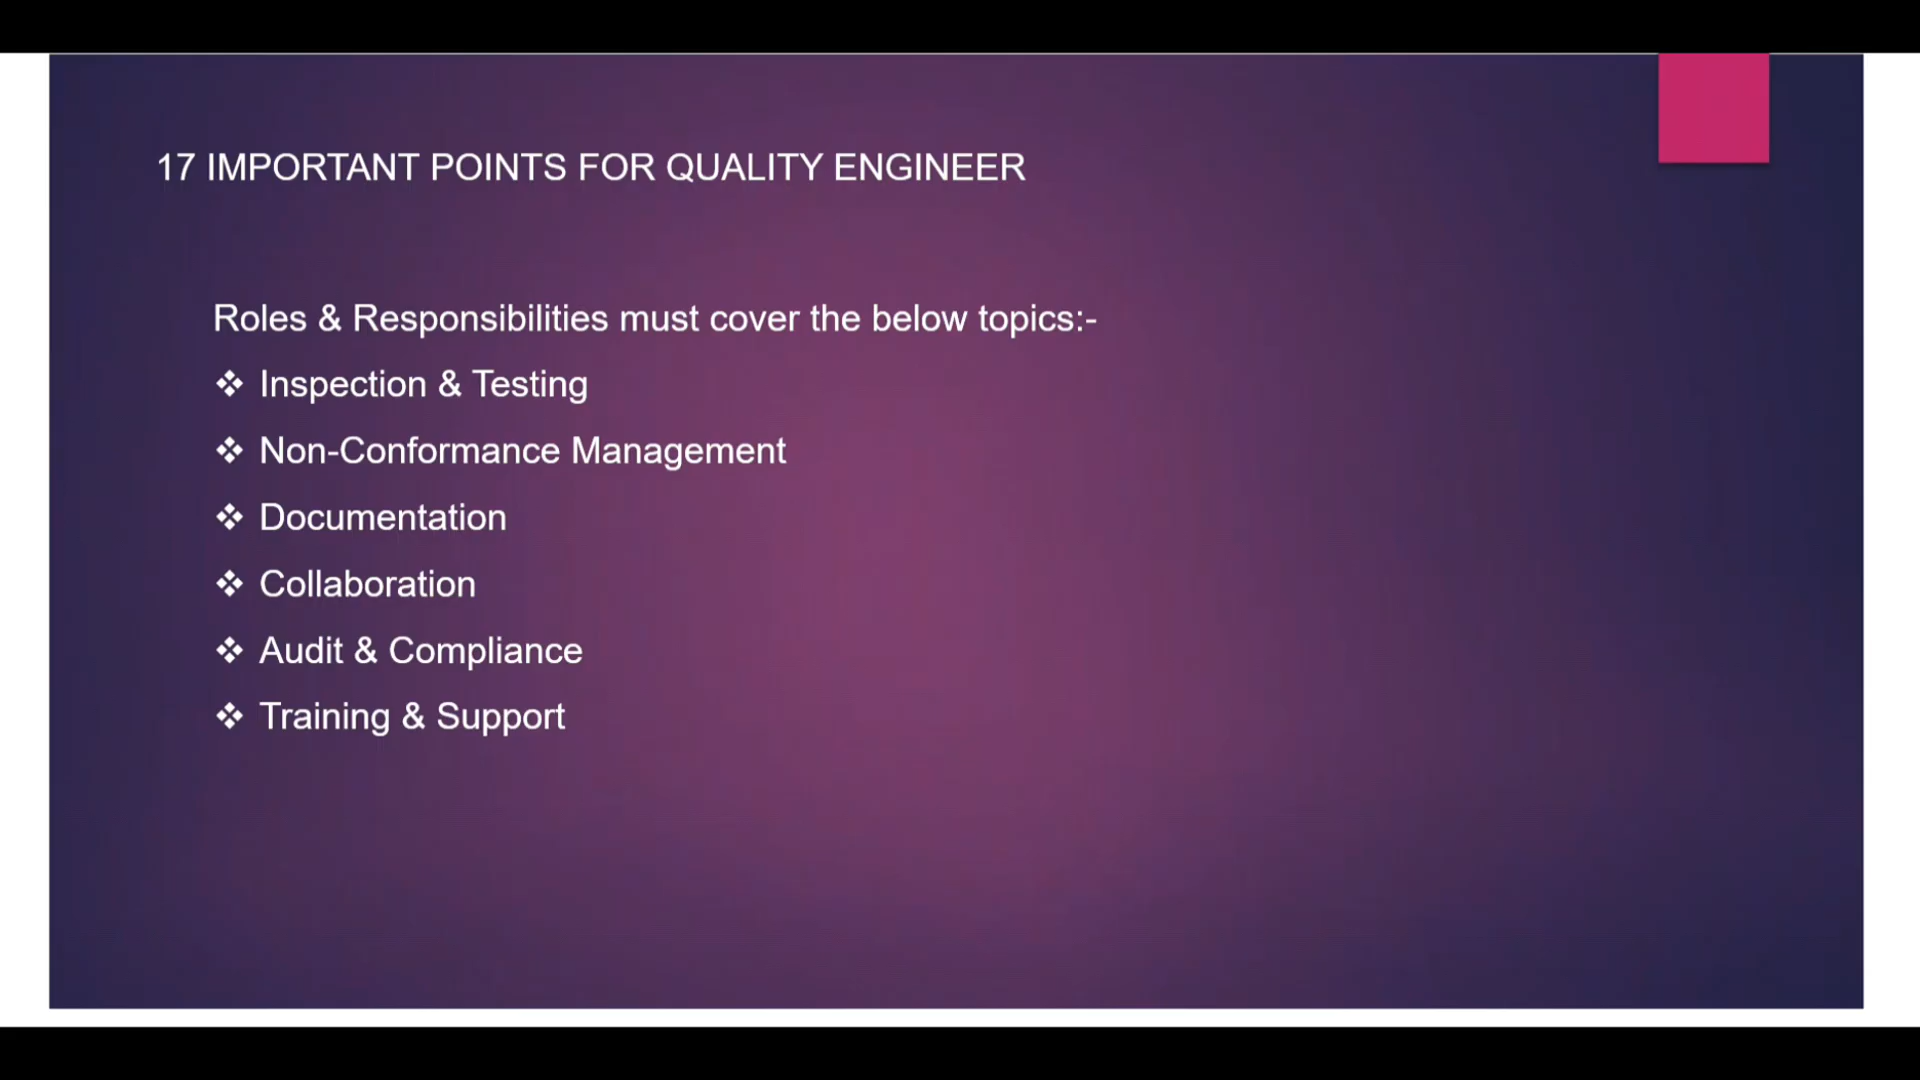 17 IMPORTANT POINTS FOR QUALITY ENGINEER
Roles & Responsibilities must cover the below topics:-
❖ Inspection & Testing
❖ Non-Conformance Management
❖ Documentation
❖ Collaboration
❖ Audit & Compliance
❖ Training & Support